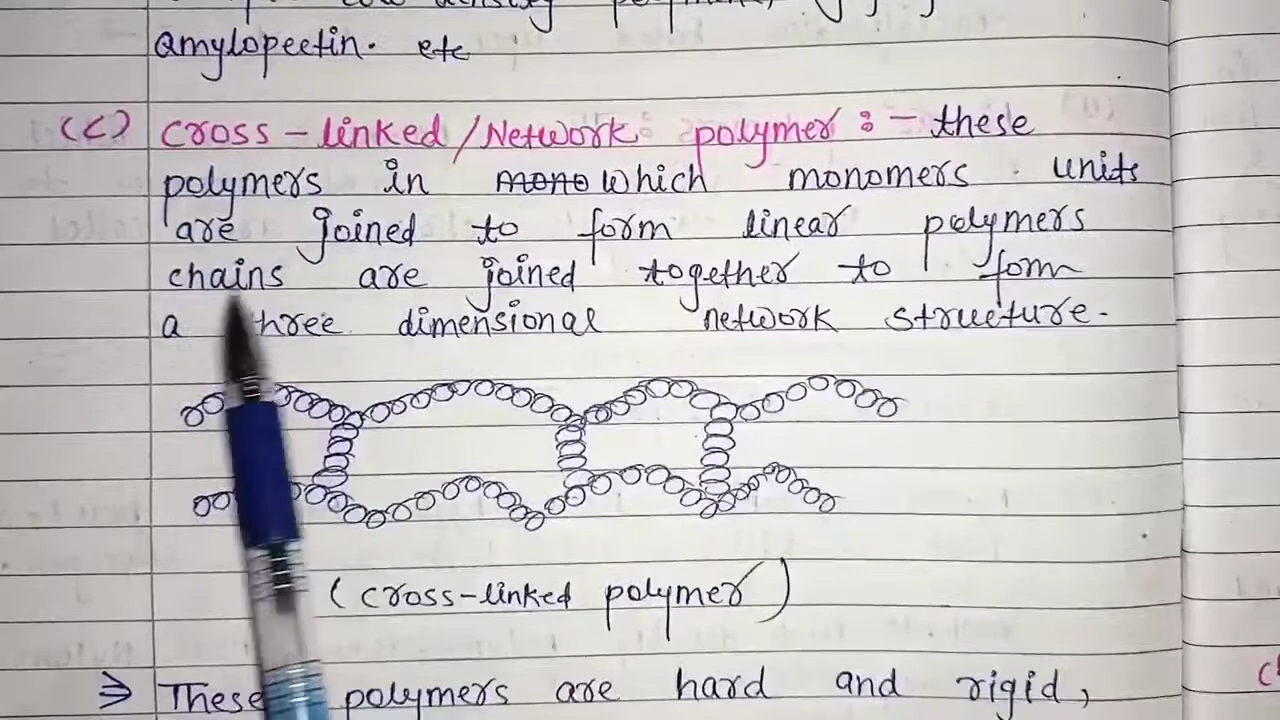 amylopectin. etc
(C) Cross-linked/Network polymer :- these
polymers in mono which monomers units
are joined to form linear polymers
chains are joined together to form
a three dimensional network structure.
(cross-linked polymer)
⇒ These polymers are hard and rigid,